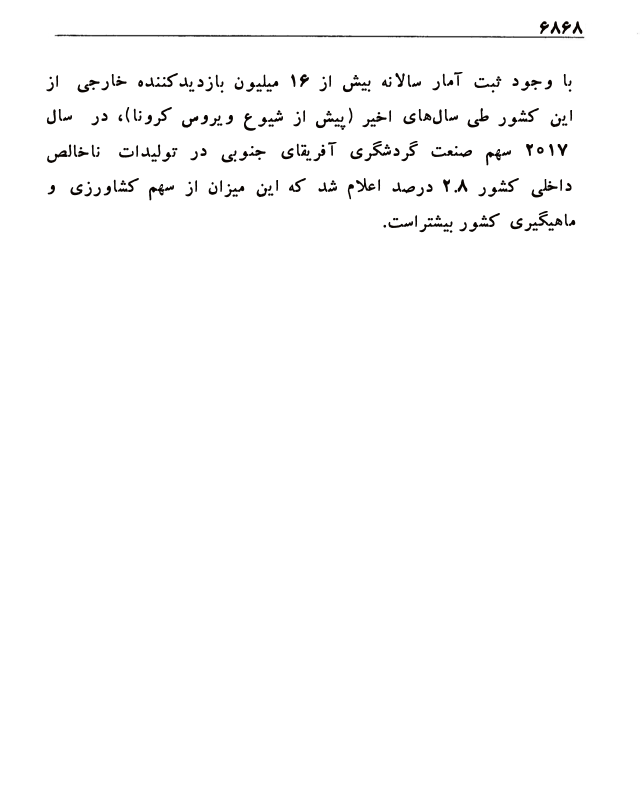 ۶۸۶۸
با وجود ثبت آمار سالانه بیش از ۱۶ میلیون بازدیدکننده خارجی از
این کشور طی سال‌های اخیر (پیش از شیوع ویروس کرونا)، در سال
۲۰۱۷ سهم صنعت گردشگری آفریقای جنوبی در تولیدات ناخالص
داخلی کشور ۲.۸ درصد اعلام شد که این میزان از سهم کشاورزی و
ماهیگیری کشور بیشتراست.